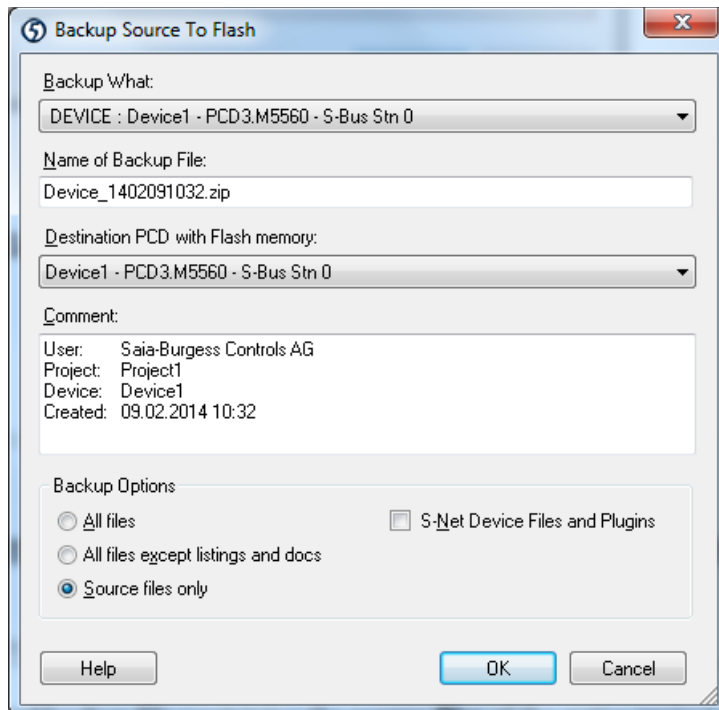 Backup Source To Flash
Backup What:
DEVICE : Device1 - PCD3.M5560 - S-Bus Stn 0
Name of Backup File:
Device_1402091032.zip
Destination PCD with Flash memory:
Device1 - PCD3.M5560 - S-Bus Stn 0
Comment:
User: Saia-Burgess Controls AG
Project: Project1
Device: Device1
Created: 09.02.2014 10:32
Backup Options
All files
S-Net Device Files and Plugins
All files except listings and docs
Source files only
Help
OK
Cancel